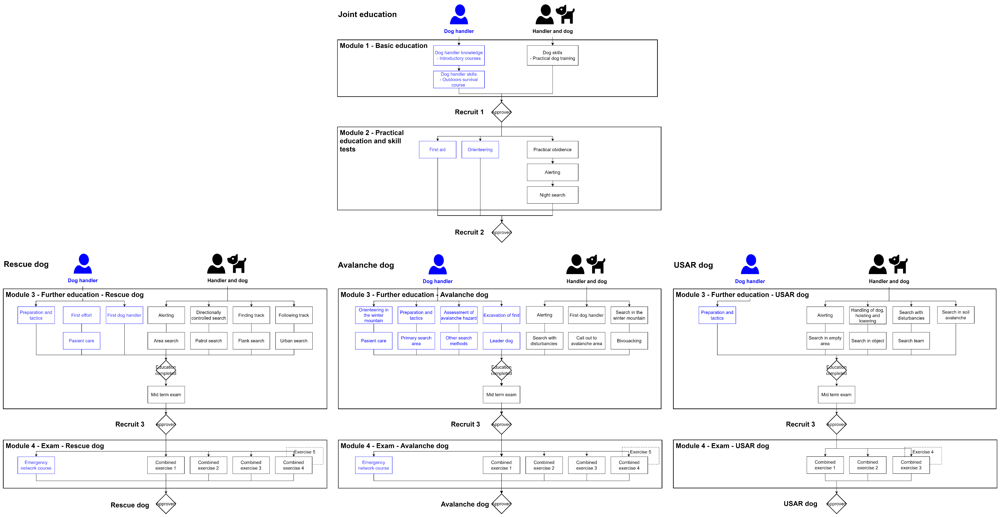 Joint education
Dog handler
Handler and dog
Module 1 - Basic education
Dog handler knowledge
- Introductory courses
Dog skills
- Practical dog training
Dog handler skills
- Outdoors survival
course
Recruit 1
Approved
Module 2 - Practical
education and skill
tests
First aid
Orienteering
Practical obidience
Alerting
Night search
Recruit 2
Approved
Rescue dog
Dog handler
Handler and dog
Module 3 - Further education - Rescue dog
Preparation and
tactics
First effort
First dog handler
Alerting
Directionally
controlled search
Finding track
Following track
Pasient care
Area search
Patrol search
Flank search
Urban search
Education
completed
Mid term exam
Recruit 3
Approved
Module 4 - Exam - Rescue dog
Exercise 5
Emergency
network course
Combined
exercise 1
Combined
exercise 2
Combined
exercise 3
Combined
exercise 4
Rescue dog
Approved
Avalanche dog
Dog handler
Handler and dog
Module 3 - Further education - Avalanche dog
Orienteering in
the winter
mountain
Preparation and
tactics
Assessment of
avalanche hazard
Excavation of find
Alerting
First dog handler
Search in the
winter mountain
Pasient care
Primary search
area
Other search
methods
Leader dog
Search with
disturbancies
Call out to
avalanche area
Bivouacking
Education
completed
Mid term exam
Recruit 3
Approved
Module 4 - Exam - Avalanche dog
Exercise 5
Emergency
network course
Combined
exercise 1
Combined
exercise 2
Combined
exercise 3
Combined
exercise 4
Avalanche dog
Approved
USAR dog
Dog handler
Handler and dog
Module 3 - Further education - USAR dog
Preparation and
tactics
Alerting
Handling of dog,
hoisting and
lowering
Search with
disturbancies
Search in soil
avalanche
Search in empty
area
Search in object
Search team
Education
completed
Mid term exam
Recruit 3
Approved
Module 4 - Exam - USAR dog
Exercise 4
Combined
exercise 1
Combined
exercise 2
Combined
exercise 3
USAR dog
Approved